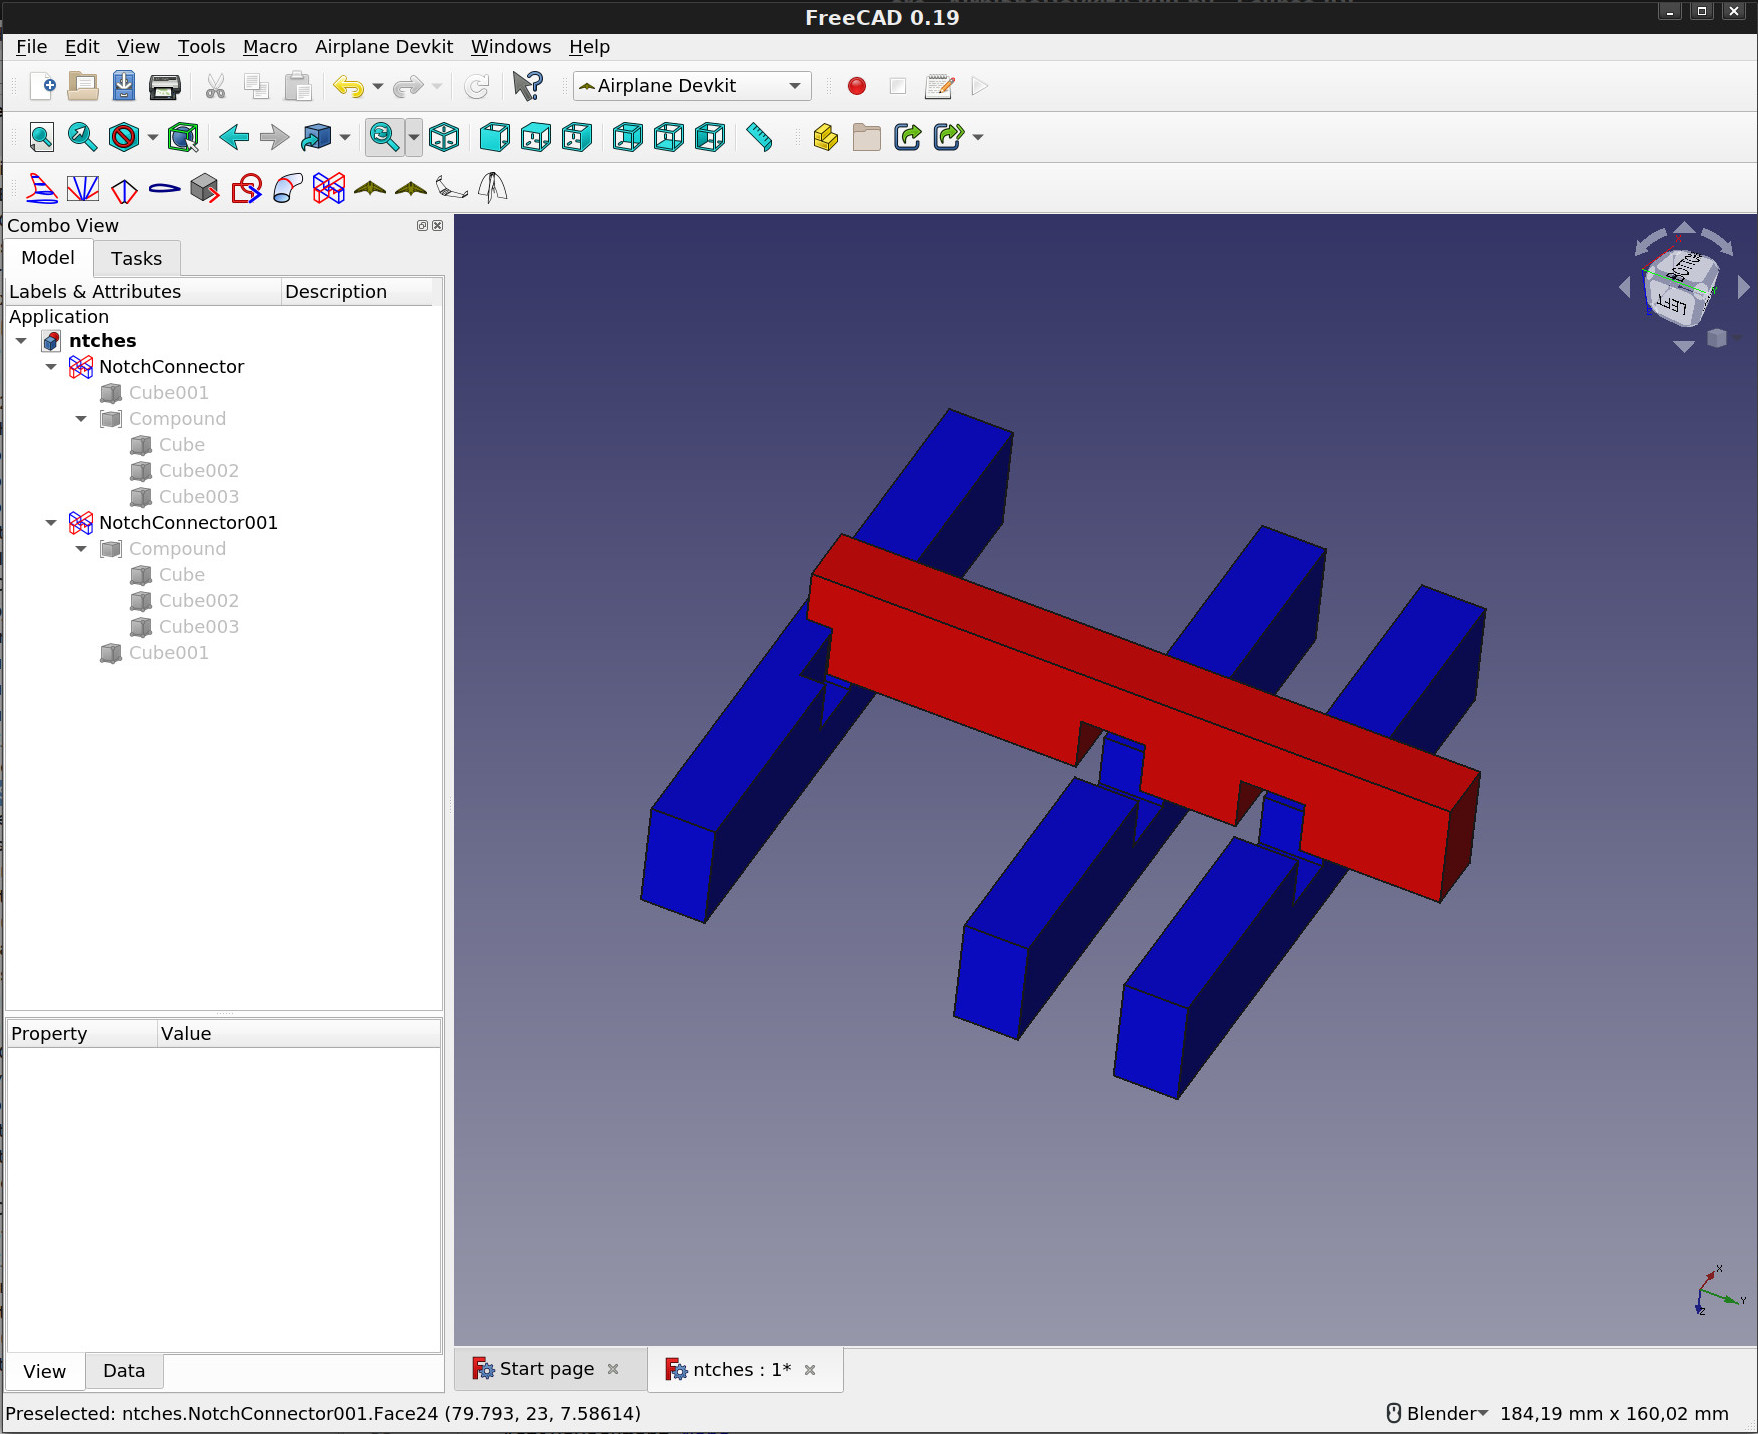 FreeCAD 0.19
File Edit View Tools Macro Airplane Devkit Windows Help
Airplane Devkit
Combo View
Model Tasks
Labels & Attributes Description
Application
ntches
NotchConnector
Cube001
Compound
Cube
Cube002
Cube003
NotchConnector001
Compound
Cube
Cube002
Cube003
Cube001
LEFT
X
Y
Z
Property Value
View Data
Start page
ntches : 1*
Preselected: ntches.NotchConnector001.Face24 (79.793, 23, 7.58614)
Blender 184,19 mm x 160,02 mm